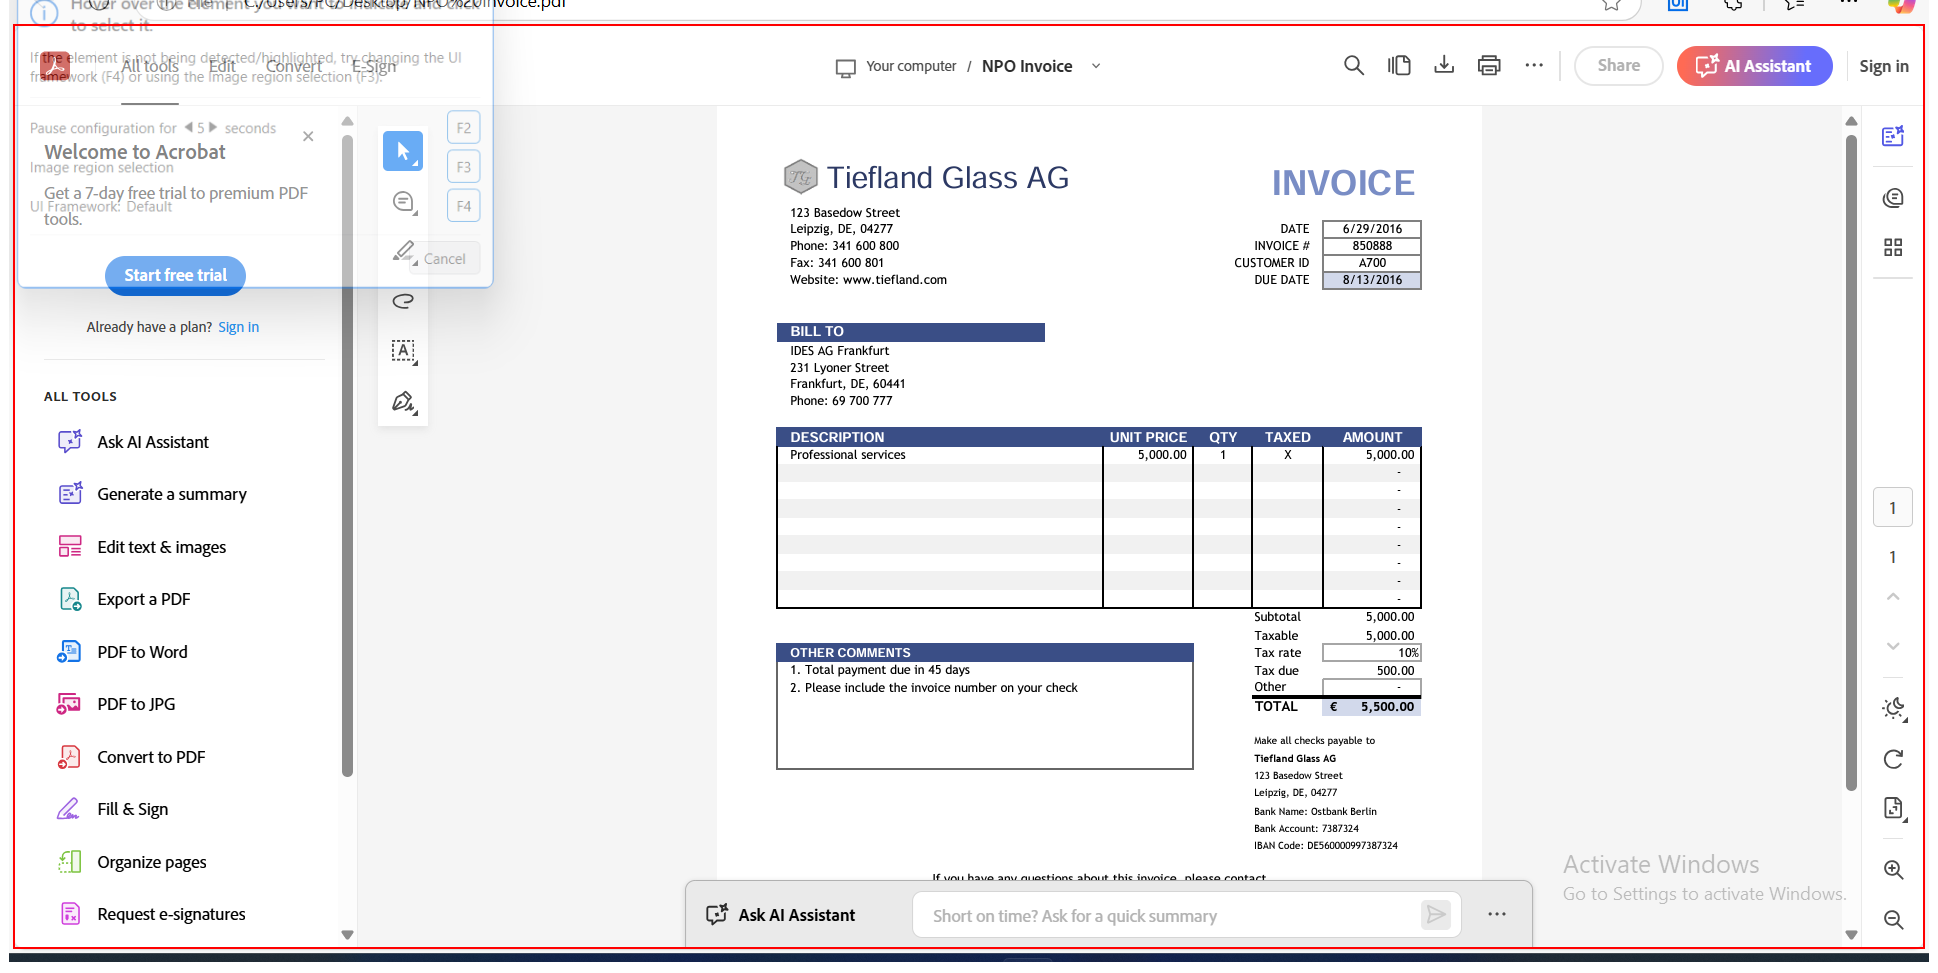 Hover over the element you want to markup, and click
to select it.
C:/Users/PC/Desktop/NPO%20Invoice.pdf
If the element is not being detected/highlighted, try changing the UI
framework (F4) or using the Image region selection (F3).
All tools Edit Convert E-Sign
Your computer / NPO Invoice
Share
AI Assistant
Sign in
Pause configuration for 5 seconds F2
Welcome to Acrobat
Image region selection F3
Get a 7-day free trial to premium PDF
tools.
UI Framework: Default F4
Cancel
Start free trial
Already have a plan? Sign in
ALL TOOLS
Ask AI Assistant
Generate a summary
Edit text & images
Export a PDF
PDF to Word
PDF to JPG
Convert to PDF
Fill & Sign
Organize pages
Request e-signatures
Tiefland Glass AG
INVOICE
123 Basedow Street
Leipzig, DE, 04277
Phone: 341 600 800
Fax: 341 600 801
Website: www.tiefland.com
DATE 6/29/2016
INVOICE # 850888
CUSTOMER ID A700
DUE DATE 8/13/2016
BILL TO
IDES AG Frankfurt
231 Lyoner Street
Frankfurt, DE, 60441
Phone: 69 700 777
DESCRIPTION UNIT PRICE QTY TAXED AMOUNT
Professional services 5,000.00 1 X 5,000.00
-
-
-
-
-
-
-
-
Subtotal 5,000.00
Taxable 5,000.00
Tax rate 10%
Tax due 500.00
Other -
TOTAL € 5,500.00
OTHER COMMENTS
1. Total payment due in 45 days
2. Please include the invoice number on your check
Make all checks payable to
Tiefland Glass AG
123 Basedow Street
Leipzig, DE, 04277
Bank Name: Ostbank Berlin
Bank Account: 7387324
IBAN Code: DE560000997387324
If you have any questions about this invoice, please contact
Ask AI Assistant
Short on time? Ask for a quick summary
1
1
Activate Windows
Go to Settings to activate Windows.